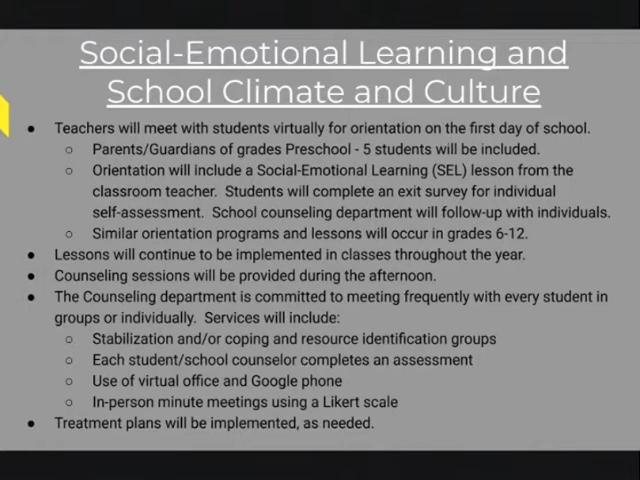 Social-Emotional Learning and
School Climate and Culture
● Teachers will meet with students virtually for orientation on the first day of school.
○ Parents/Guardians of grades Preschool - 5 students will be included.
○ Orientation will include a Social-Emotional Learning (SEL) lesson from the
classroom teacher. Students will complete an exit survey for individual
self-assessment. School counseling department will follow-up with individuals.
○ Similar orientation programs and lessons will occur in grades 6-12.
● Lessons will continue to be implemented in classes throughout the year.
● Counseling sessions will be provided during the afternoon.
● The Counseling department is committed to meeting frequently with every student in
groups or individually. Services will include:
○ Stabilization and/or coping and resource identification groups
○ Each student/school counselor completes an assessment
○ Use of virtual office and Google phone
○ In-person minute meetings using a Likert scale
● Treatment plans will be implemented, as needed.